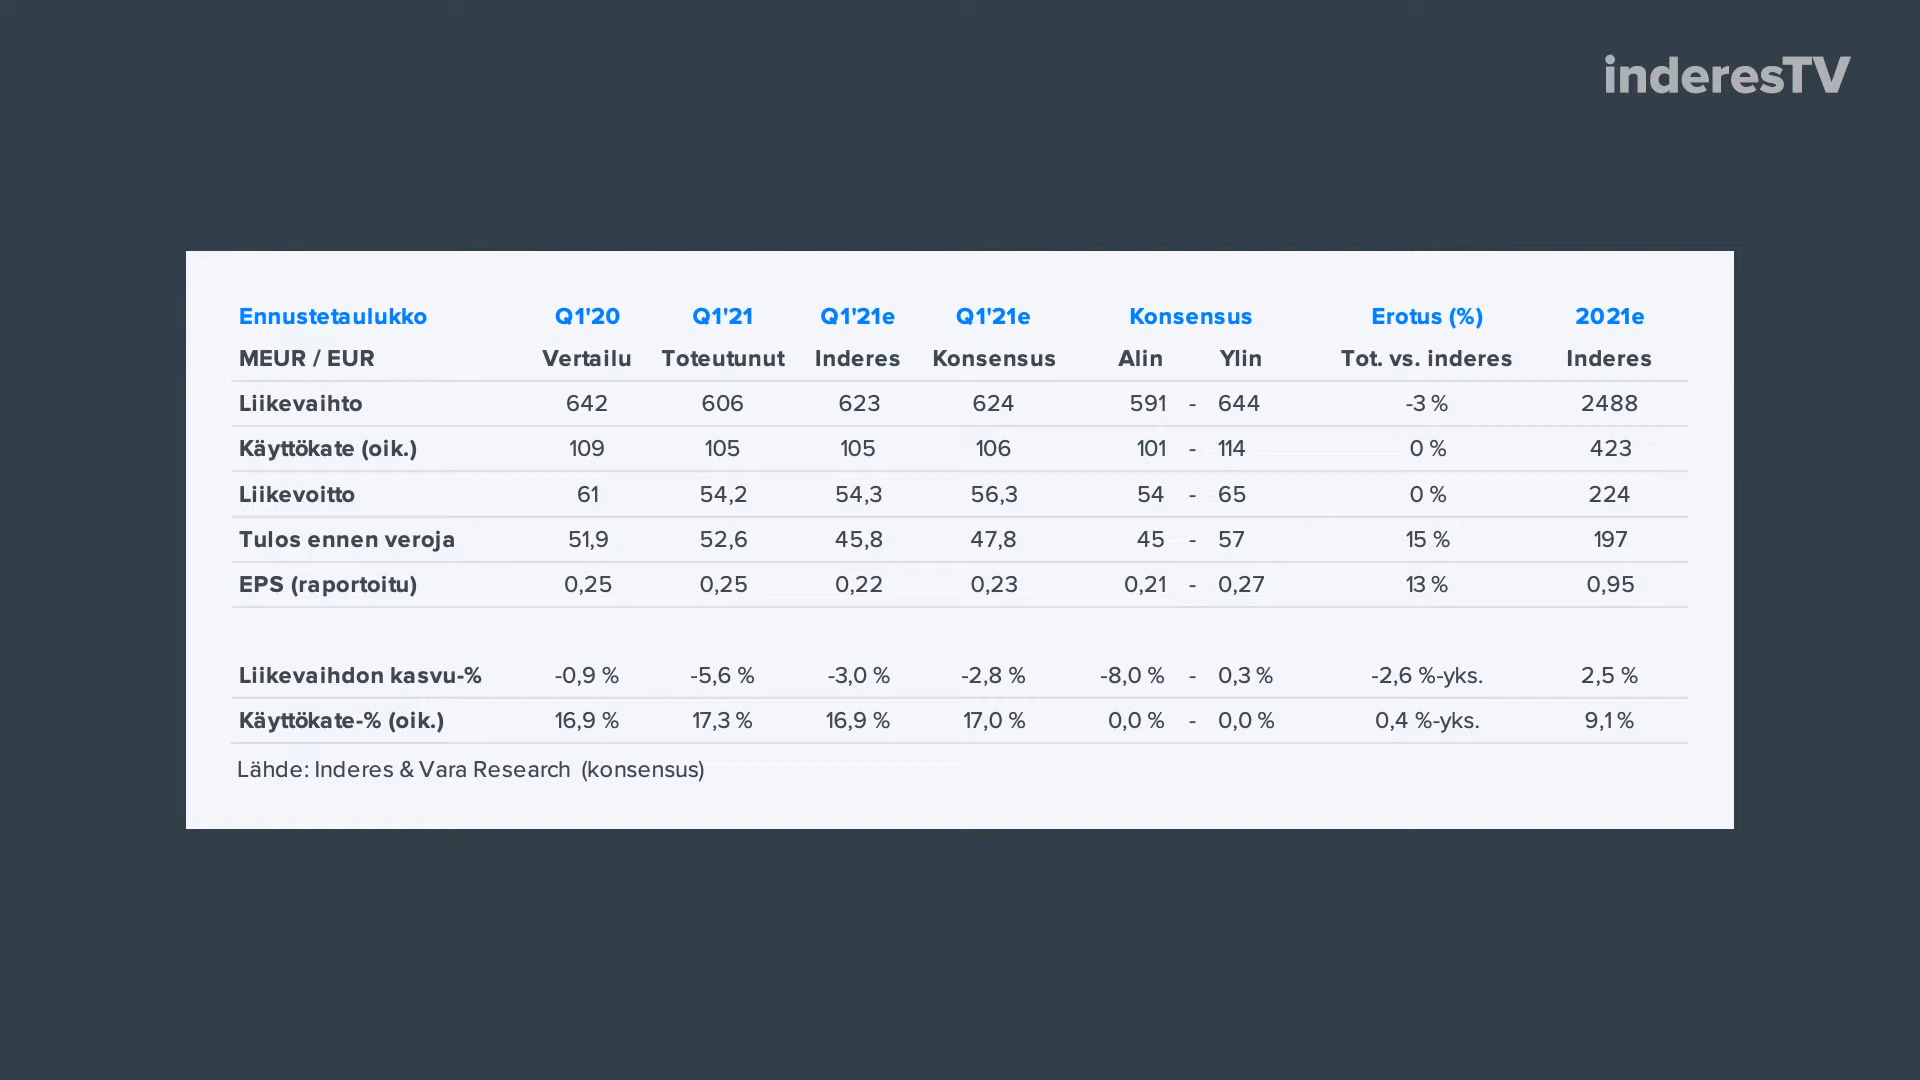 inderesTV
Ennustetaulukko Q1'20 Q1'21 Q1'21e Q1'21e Konsensus Erotus (%) 2021e
MEUR / EUR Vertailu Toteutunut Inderes Konsensus Alin Ylin Tot. vs. inderes Inderes
Liikevaihto 642 606 623 624 591 - 644 -3 % 2488
Käyttökate (oik.) 109 105 105 106 101 - 114 0 % 423
Liikevoitto 61 54,2 54,3 56,3 54 - 65 0 % 224
Tulos ennen veroja 51,9 52,6 45,8 47,8 45 - 57 15 % 197
EPS (raportoitu) 0,25 0,25 0,22 0,23 0,21 - 0,27 13 % 0,95
Liikevaihdon kasvu-% -0,9 % -5,6 % -3,0 % -2,8 % -8,0 % - 0,3 % -2,6 %-yks. 2,5 %
Käyttökate-% (oik.) 16,9 % 17,3 % 16,9 % 17,0 % 0,0 % - 0,0 % 0,4 %-yks. 9,1 %
Lähde: Inderes & Vara Research (konsensus)